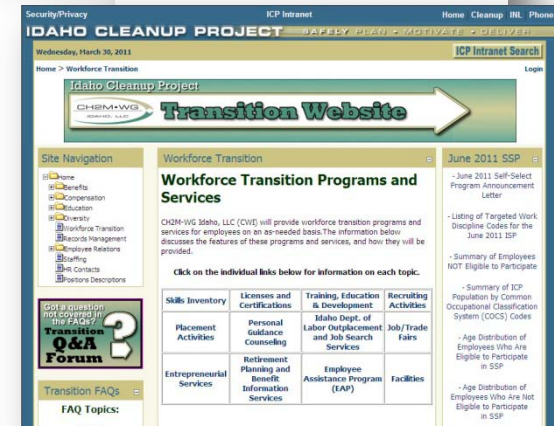 Security/Privacy
ICP Intranet
Home Cleanup INL Phone
IDAHO CLEANUP PROJECT
SAFELY PLAN • MOTIVATE • DELIVER
Wednesday, March 30, 2011
ICP Intranet Search
Home > Workforce Transition
Login
Idaho Cleanup Project
CH2M•WG
IDAHO, LLC
Transition Website
Site Navigation
Home
Benefits
Compensation
Education
Diversity
Workforce Transition
Records Management
Employee Relations
Staffing
HR Contacts
Positions Descriptions
Got a question
not covered in
the FAQs?
Transition
Q&A
Forum
Transition FAQs
FAQ Topics:
Workforce Transition
Workforce Transition Programs and
Services
CH2M-WG Idaho, LLC (CWI) will provide workforce transition programs and
services for employees on an as-needed basis.The information below
discusses the features of these programs and services, and how they will be
provided.
Click on the individual links below for information on each topic.
Skills Inventory
Licenses and
Certifications
Training, Education
& Development
Recruiting
Activities
Placement
Activities
Personal
Guidance
Counseling
Idaho Dept. of
Labor Outplacement
and Job Search
Services
Job/Trade
Fairs
Entrepreneurial
Services
Retirement
Planning and
Benefit
Information
Services
Employee
Assistance Program
(EAP)
Facilities
June 2011 SSP
- June 2011 Self-Select
Program Announcement
Letter
- Listing of Targeted Work
Discipline Codes for the
June 2011 ISP
- Summary of Employees
NOT Eligible to Participate
- Summary of ICP
Population by Common
Occupational Classification
System (COCS) Codes
- Age Distribution of
Employees Who Are
Eligible to Participate
in SSP
- Age Distribution of
Employees Who Are Not
Eligible to Participate
in SSP